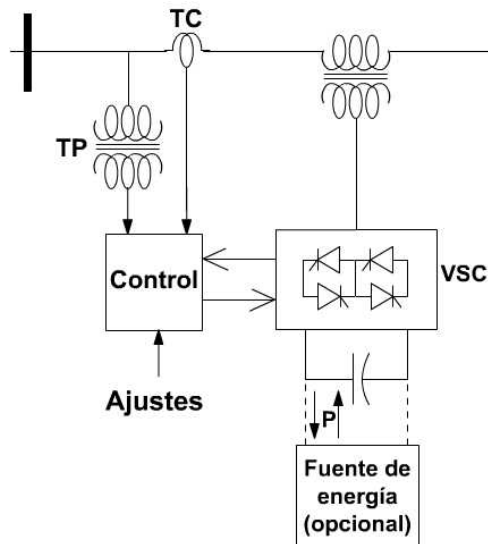 TC
TP
VSC
Control
Ajustes
P
Fuente de
energía
(opcional)